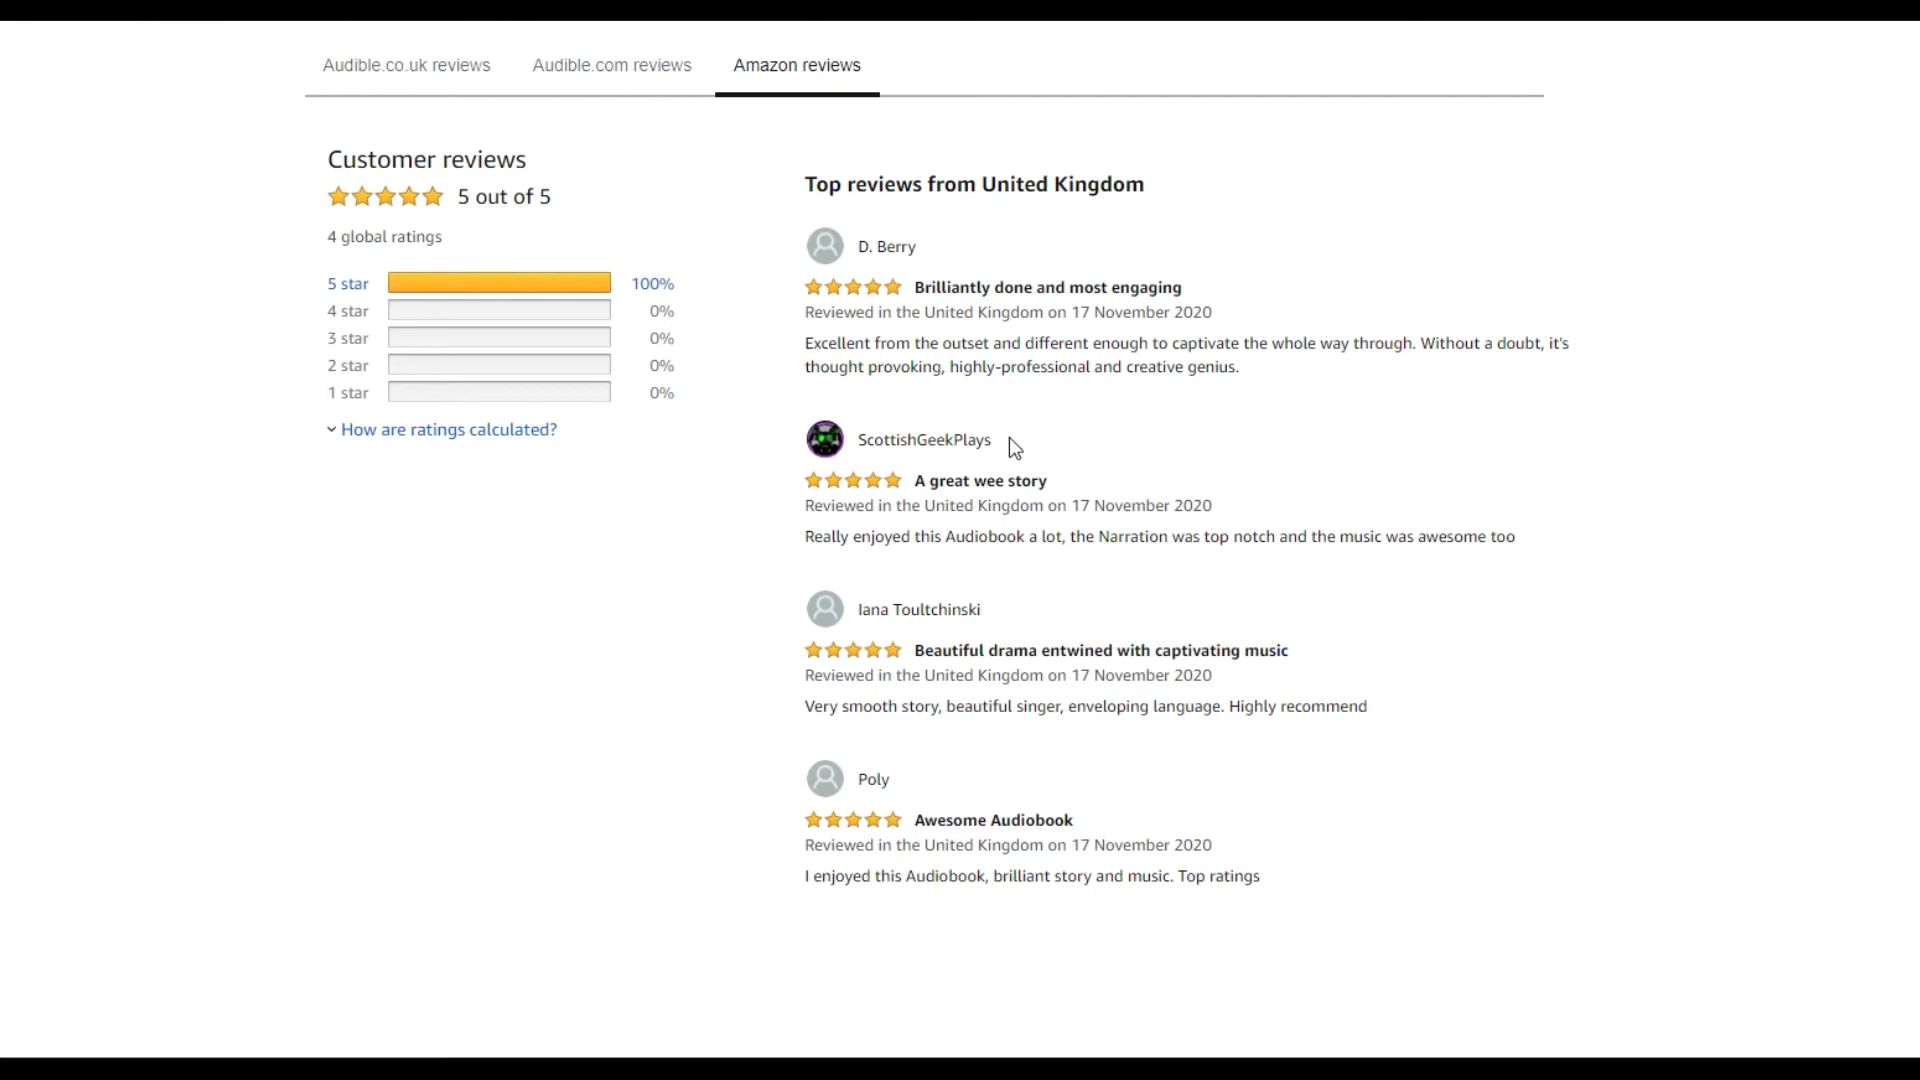 Audible.co.uk reviews Audible.com reviews Amazon reviews
Customer reviews
5 out of 5
4 global ratings
5 star 100%
4 star 0%
3 star 0%
2 star 0%
1 star 0%
How are ratings calculated?
Top reviews from United Kingdom
D. Berry
Brilliantly done and most engaging
Reviewed in the United Kingdom on 17 November 2020
Excellent from the outset and different enough to captivate the whole way through. Without a doubt, it's
thought provoking, highly-professional and creative genius.
ScottishGeekPlays
A great wee story
Reviewed in the United Kingdom on 17 November 2020
Really enjoyed this Audiobook a lot, the Narration was top notch and the music was awesome too
Iana Toultchinski
Beautiful drama entwined with captivating music
Reviewed in the United Kingdom on 17 November 2020
Very smooth story, beautiful singer, enveloping language. Highly recommend
Poly
Awesome Audiobook
Reviewed in the United Kingdom on 17 November 2020
I enjoyed this Audiobook, brilliant story and music. Top ratings